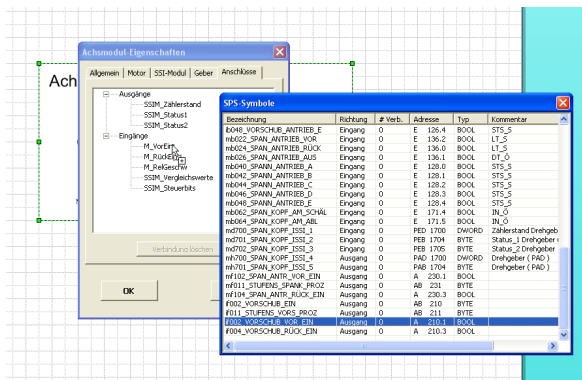 Achsmodul-Eigenschaften
Ach
Allgemein Motor SSI-Modul Geber Anschlüsse
Ausgänge
SSIM_Zählerstand
SSIM_Status1
SSIM_Status2
Eingänge
M_VorEin
M_RückEin
M_RelGeschw
SSIM_Vergleichswerte
SSIM_Steuerbits
Verbindung löschen
OK
SPS-Symbole
Bezeichnung Richtung # Verb. Adresse Typ Kommentar
ib048_VORSCHUB_ANTRIEB_E Eingang 0 E 126.4 BOOL STS_S
mb022_SPAN_ANTRIEB_VOR Eingang 0 E 136.2 BOOL LT_S
mb024_SPAN_ANTRIEB_RÜCK Eingang 0 E 136.0 BOOL LT_S
mb026_SPAN_ANTRIEB_AUS Eingang 0 E 136.1 BOOL DT_Ö
mb040_SPANN_ANTRIEB_A Eingang 0 E 128.0 BOOL STS_S
mb042_SPANN_ANTRIEB_B Eingang 0 E 128.1 BOOL STS_S
mb044_SPANN_ANTRIEB_C Eingang 0 E 128.2 BOOL STS_S
mb046_SPANN_ANTRIEB_D Eingang 0 E 128.3 BOOL STS_S
mb048_SPANN_ANTRIEB_E Eingang 0 E 128.4 BOOL STS_S
mb062_SPAN_KOPF_AM_SCHÄL Eingang 0 E 171.4 BOOL IN_Ö
mb064_SPAN_KOPF_AM_ABL Eingang 0 E 171.5 BOOL IN_Ö
md700_SPAN_KOPF_ISSI_1 Eingang 0 PED 1700 DWORD Zählerstand Drehgeb
md701_SPAN_KOPF_ISSI_2 Eingang 0 PEB 1704 BYTE Status_1 Drehgeber
md702_SPAN_KOPF_ISSI_3 Eingang 0 PEB 1705 BYTE Status_2 Drehgeber
mh700_SPAN_KOPF_ISSI_4 Ausgang 0 PAD 1700 DWORD Drehgeber ( PAD )
mh701_SPAN_KOPF_ISSI_5 Ausgang 0 PAB 1704 BYTE Drehgeber ( PAD )
mf102_SPAN_ANTR_VOR_EIN Ausgang 0 A 230.1 BOOL
mf011_STUFENS_SPANK_PROZ Ausgang 0 AB 231 BYTE
mf104_SPAN_ANTR_RÜCK_EIN Ausgang 0 A 230.3 BOOL
if002_VORSCHUB_EIN Ausgang 0 AB 210 BYTE
if011_STUFENS_VORS_PROZ Ausgang 0 AB 211 BYTE
if002_VORSCHUB_VOR_EIN Ausgang 0 A 210.1 BOOL
if004_VORSCHUB_RÜCK_EIN Ausgang 0 A 210.3 BOOL